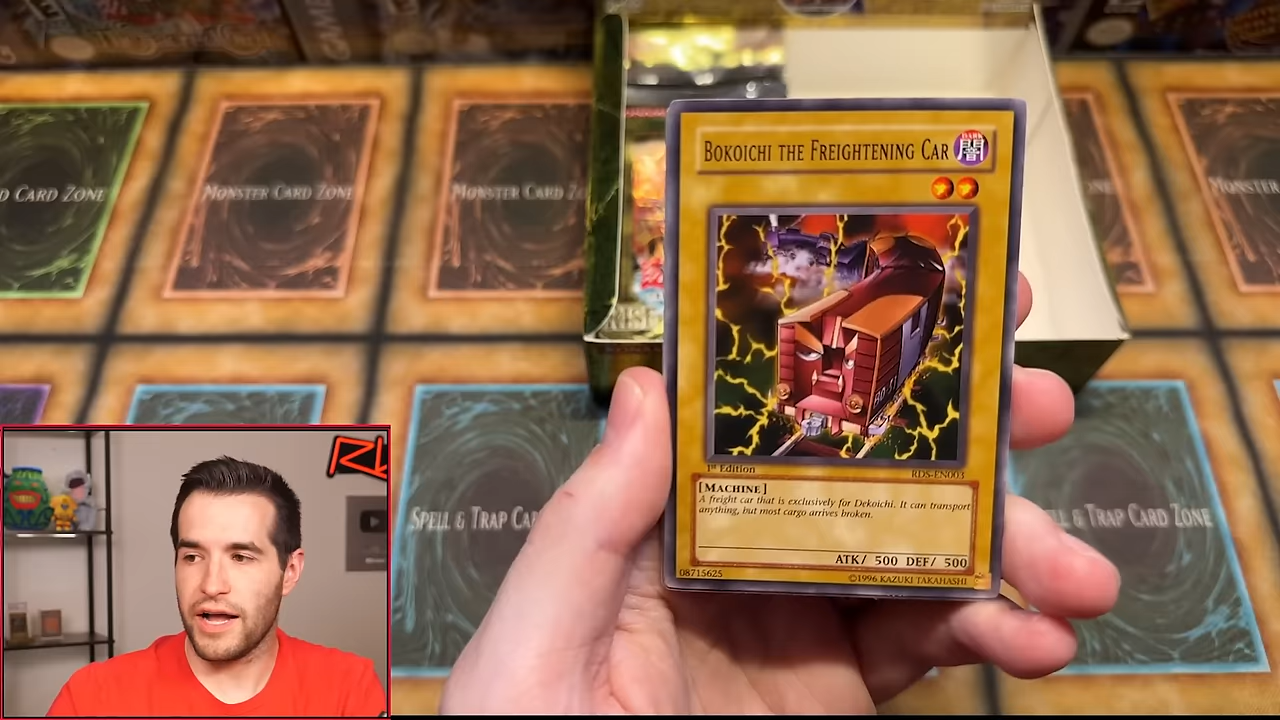 CARD ZONE
MONSTER CARD ZONE
MONSTER CARD ZONE
MONSTER
BOKOICHI THE FREIGHTENING CAR
DARK
闇
1st Edition
RDS-EN003
[MACHINE]
A freight car that is exclusively for Dekoichi. It can transport
anything, but most cargo arrives broken.
ATK/ 500 DEF/ 500
08715625
©1996 KAZUKI TAKAHASHI
SPELL & TRAP CAR
& TRAP CARD ZONE